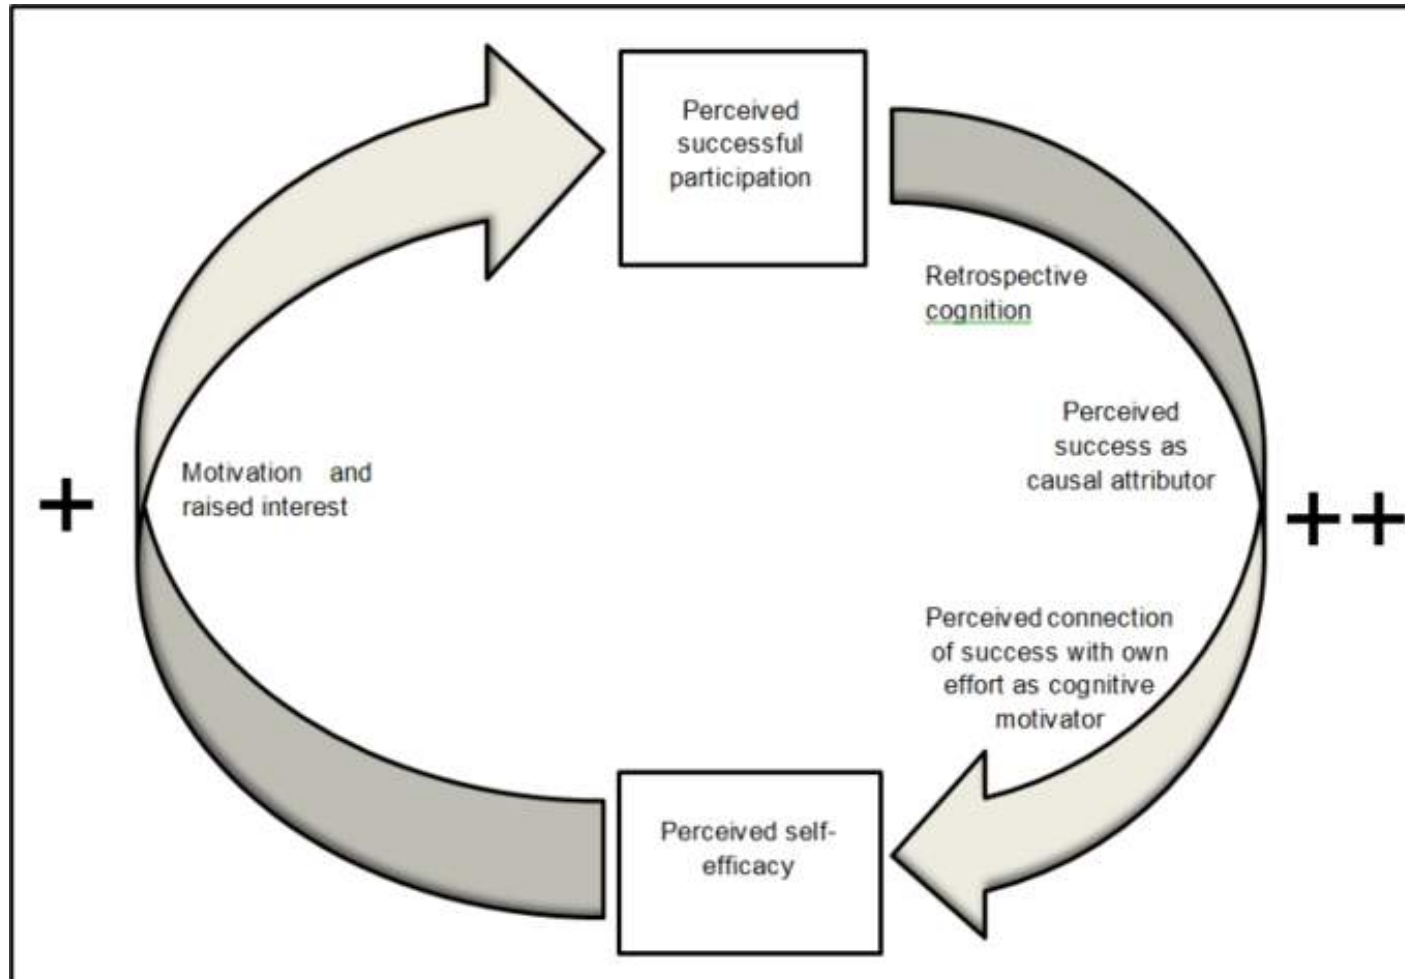 Perceived
successful
participation
Retrospective
cognition
Perceived
success as
causal attributor
Motivation and
raised interest
+
++
Perceived connection
of success with own
effort as cognitive
motivator
Perceived self-
efficacy